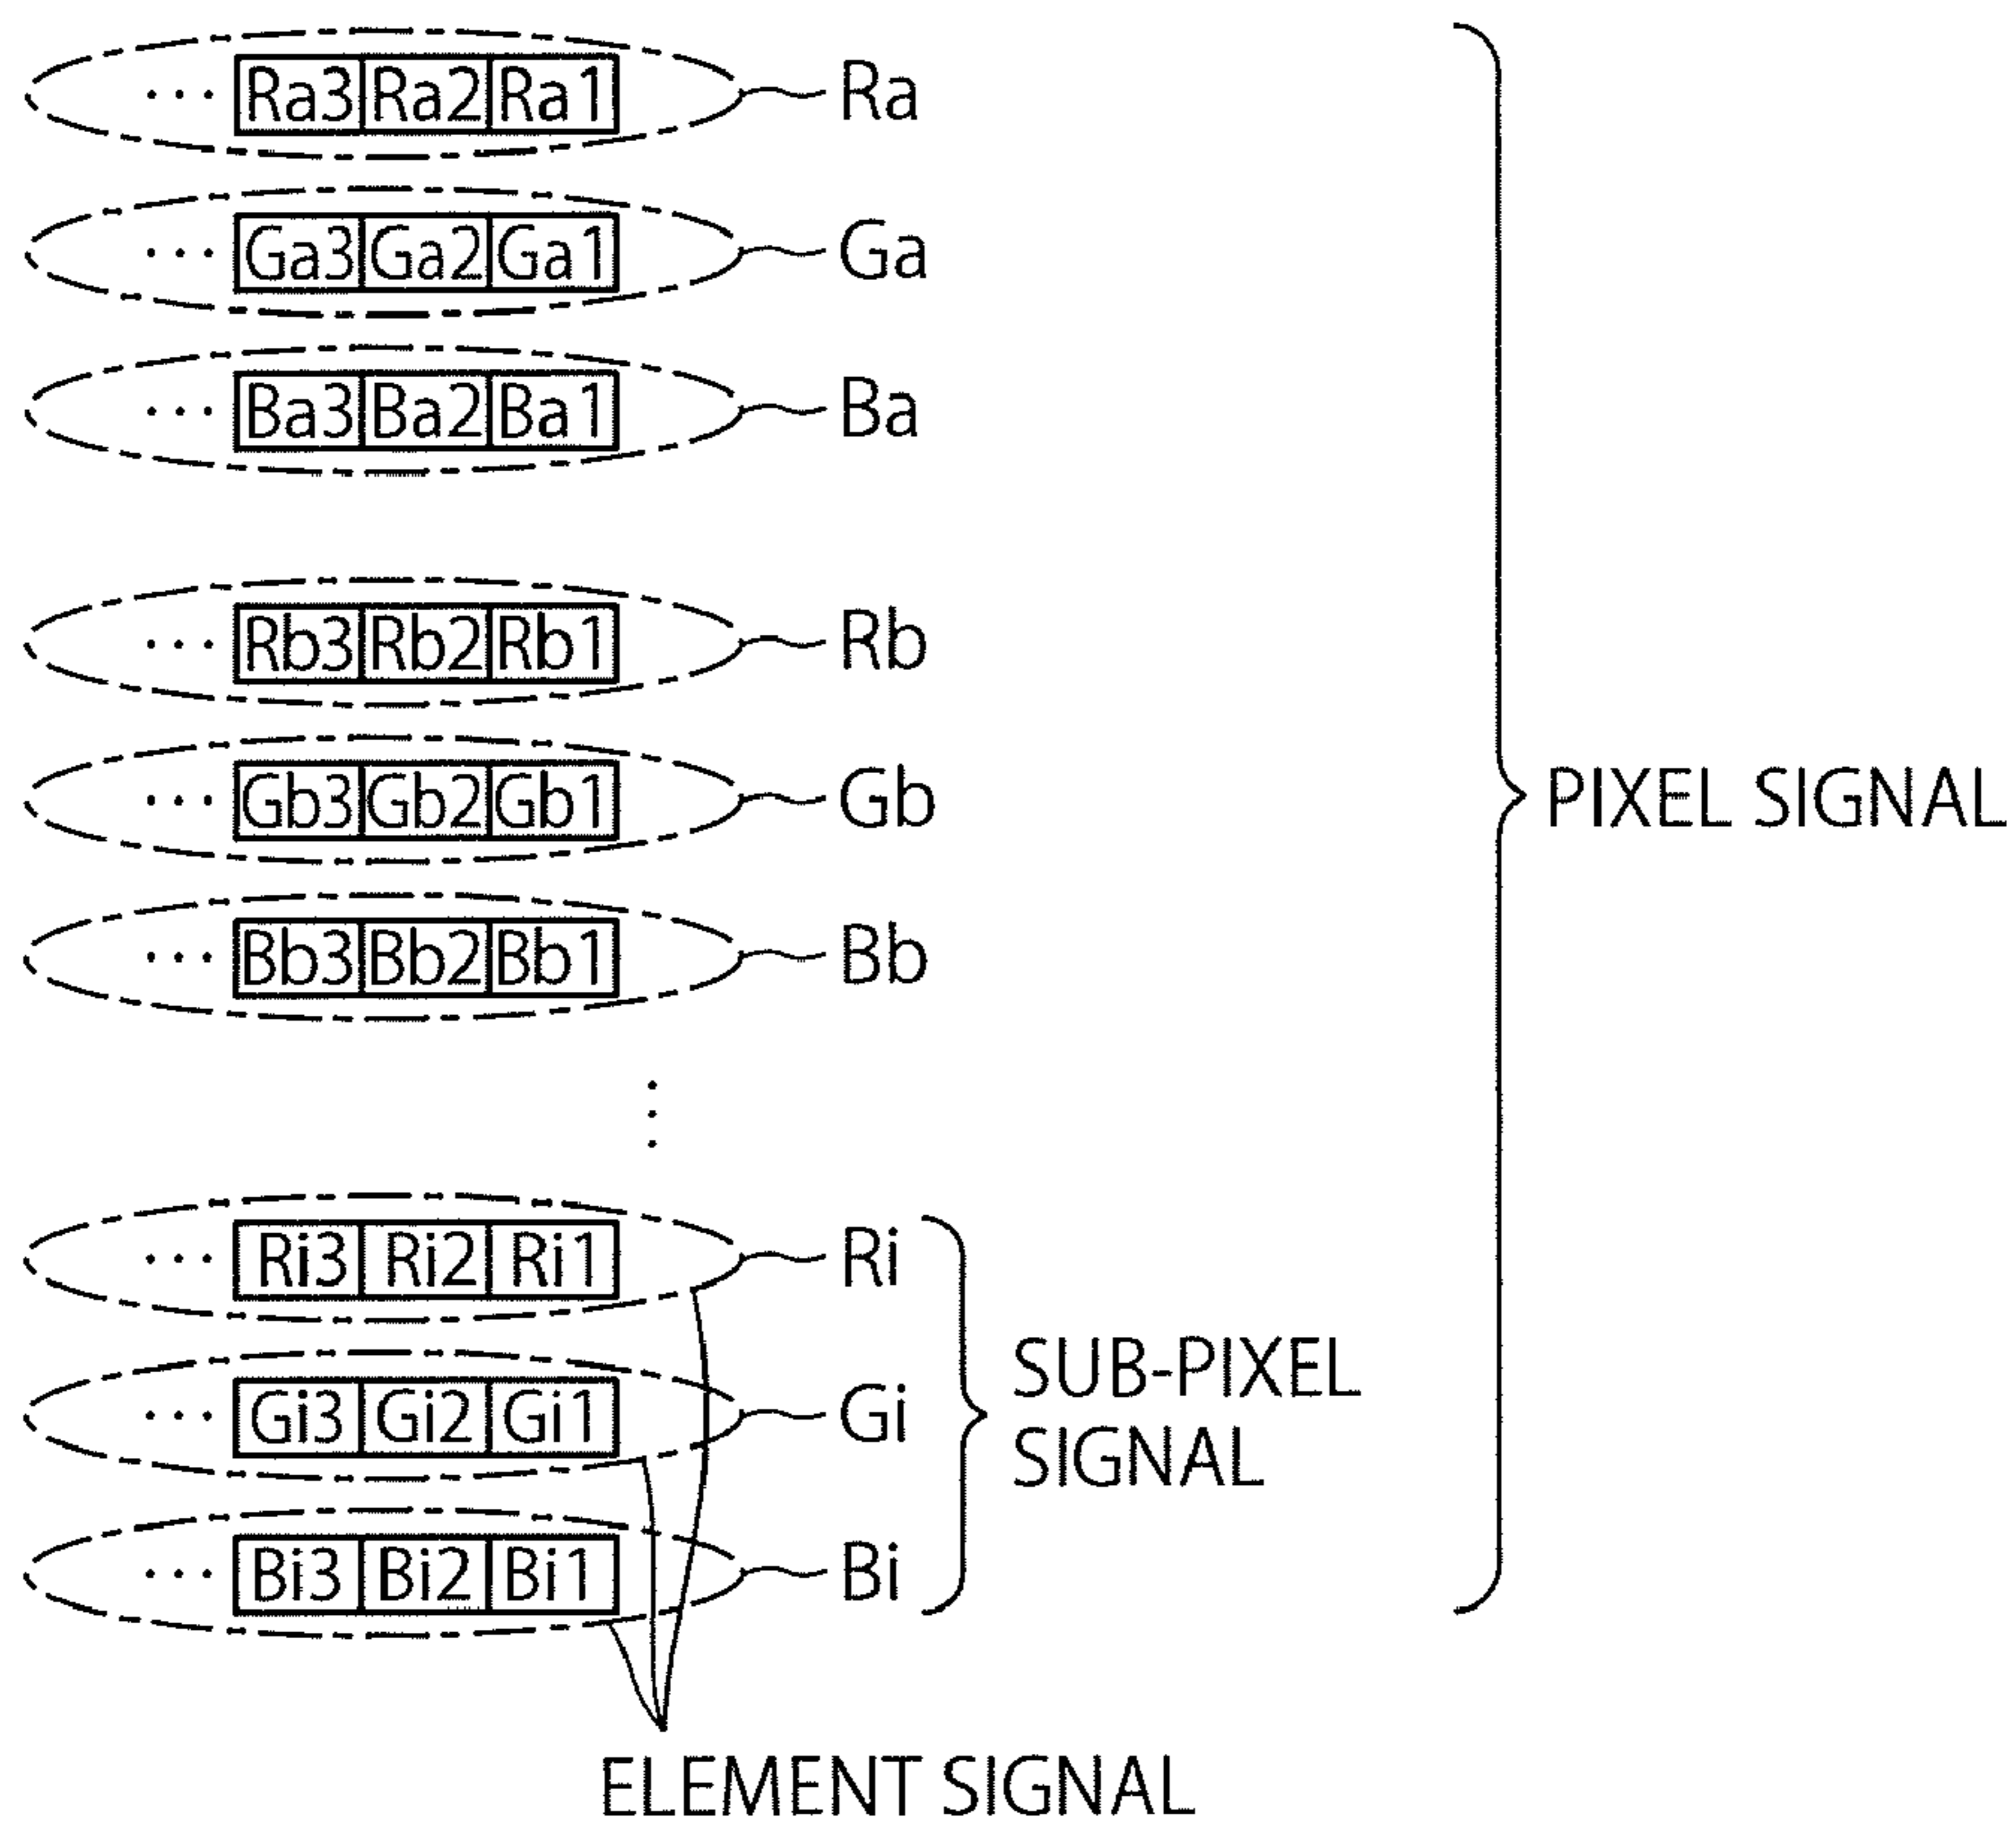 ... Ra3 Ra2 Ra1 Ra
... Ga3 Ga2 Ga1 Ga
... Ba3 Ba2 Ba1 Ba
... Rb3 Rb2 Rb1 Rb
... Gb3 Gb2 Gb1 Gb
PIXEL SIGNAL
... Bb3 Bb2 Bb1 Bb
... Ri3 Ri2 Ri1 Ri
... Gi3 Gi2 Gi1 Gi
SUB-PIXEL
SIGNAL
... Bi3 Bi2 Bi1 Bi
ELEMENT SIGNAL